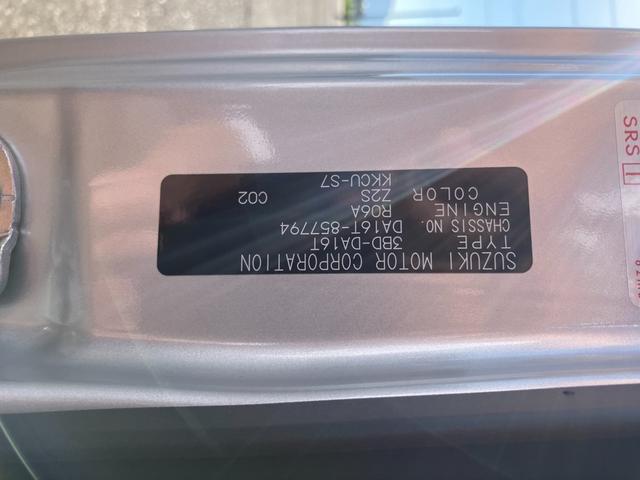 SUZUKI MOTOR CORPORATION
TYPE 3BD-DA16T
CHASSIS NO. DA16T-857794
ENGINE R06A
COLOR Z2S C02
KKCU-S7
SRS